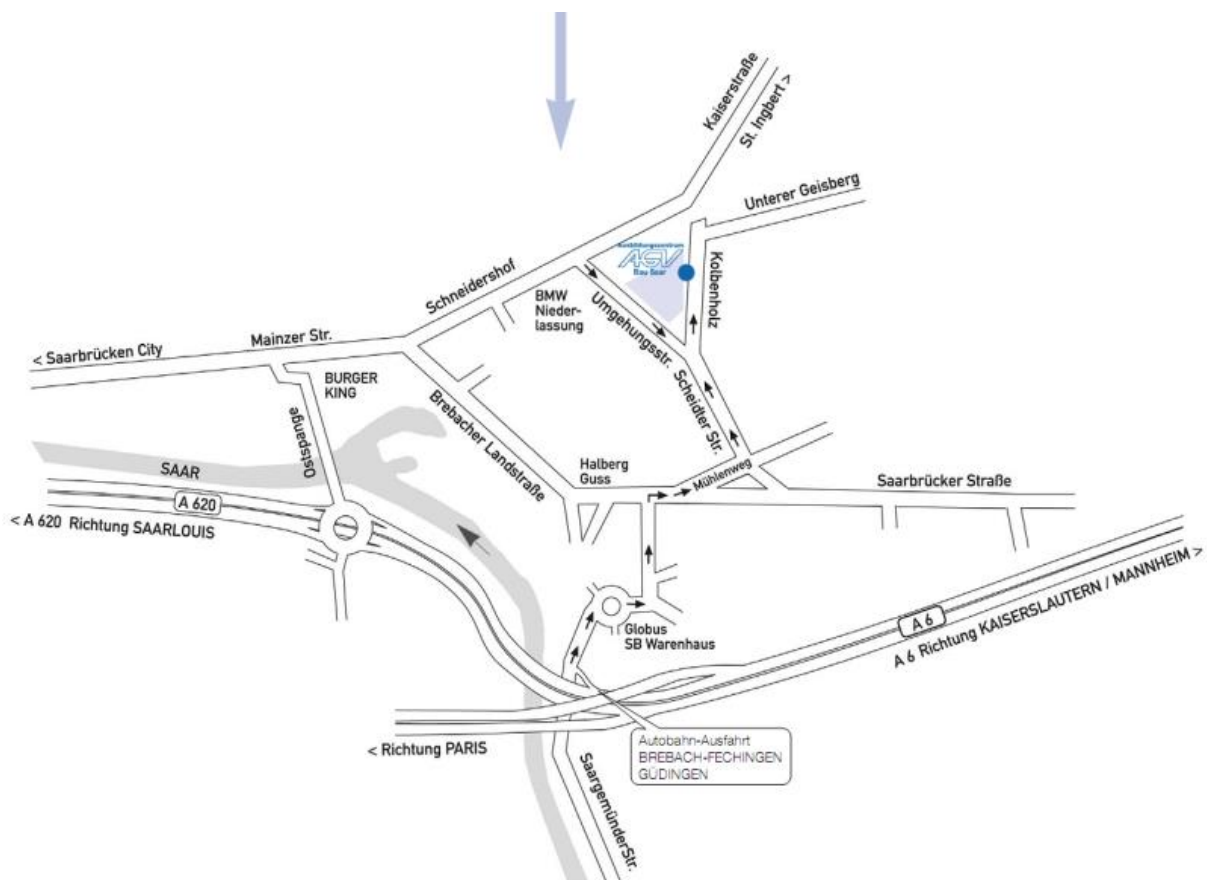 Kaiserstraße
St. Ingbert >
Unterer Geisberg
Ausbildungszentrum
AGV
Bau Saar
Kolbenholz
Schneidershof
BMW
Nieder-
lassung
Umgehungsstr.
Mainzer Str.
< Saarbrücken City
BURGER
KING
Scheidter Str.
Brebacher Landstraße
Ostspange
Halberg
Guss
Mühlenweg
SAAR
Saarbrücker Straße
A 620
< A 620 Richtung SAARLOUIS
A 6
A 6 Richtung KAISERSLAUTERN / MANNHEIM >
Globus
SB Warenhaus
< Richtung PARIS
Autobahn-Ausfahrt
BREBACH-FECHINGEN
GÜDINGEN
SaargemünderStr.